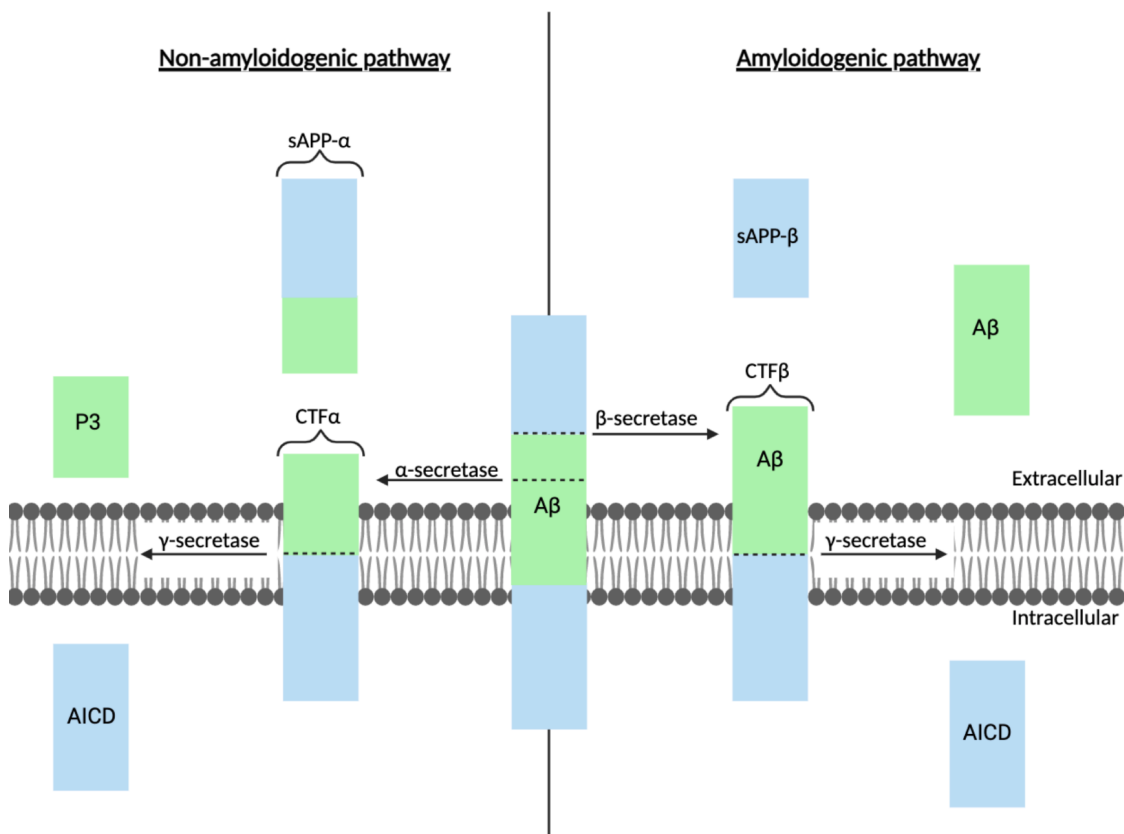 Non-amyloidogenic pathway
Amyloidogenic pathway
sAPP-α
sAPP-β
Aβ
P3
CTFα
CTFβ
β-secretase
α-secretase
Aβ
Aβ
Extracellular
γ-secretase
γ-secretase
Intracellular
AICD
AICD